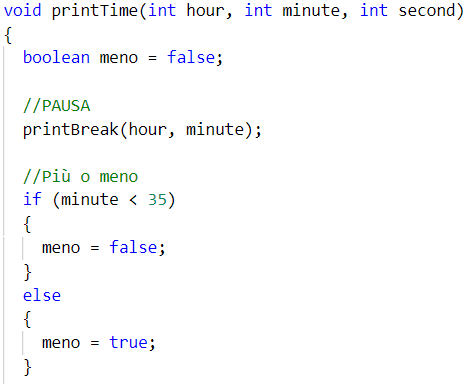 void printTime(int hour, int minute, int second)
{
  boolean meno = false;

  //PAUSA
  printBreak(hour, minute);

  //Più o meno
  if (minute < 35)
  {
    meno = false;
  }
  else
  {
    meno = true;
  }